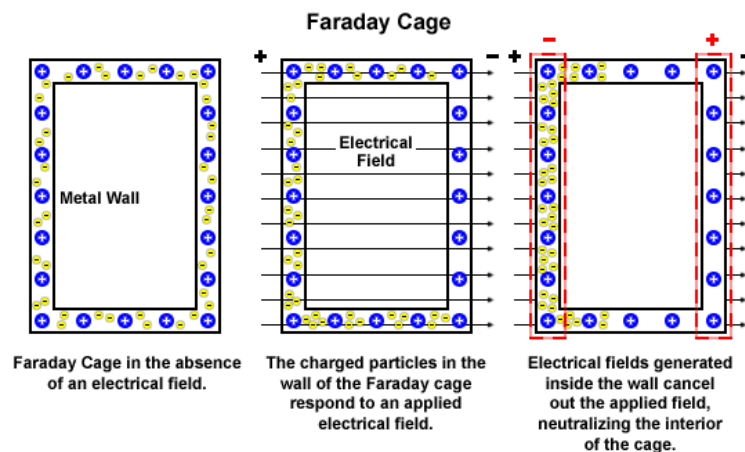 Faraday Cage
Metal Wall
Electrical
Field
Faraday Cage in the absence
of an electrical field.
The charged particles in the
wall of the Faraday cage
respond to an applied
electrical field.
Electrical fields generated
inside the wall cancel
out the applied field,
neutralizing the interior
of the cage.